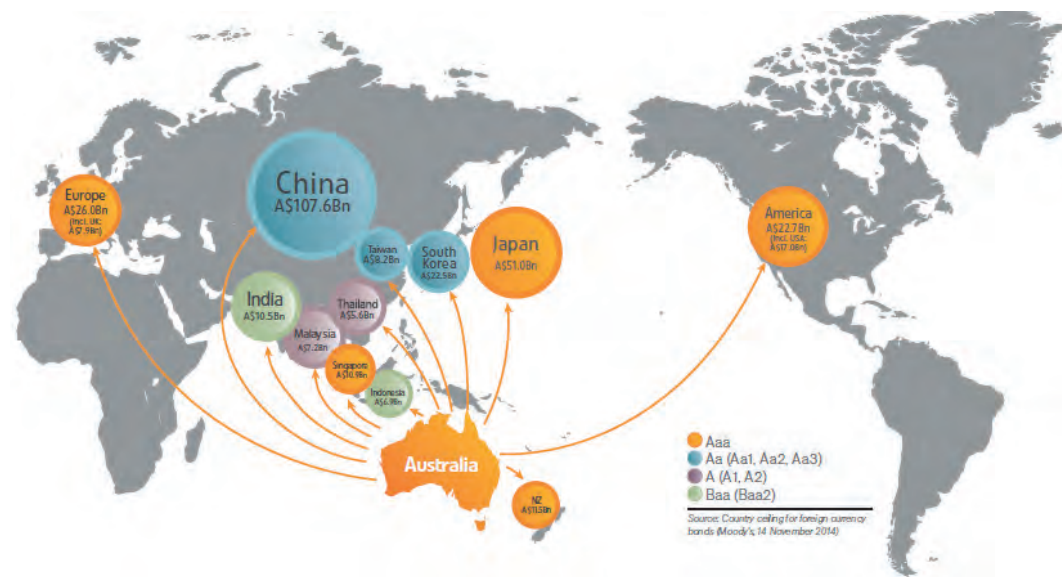 Europe
A$26.0Bn
(incl. UK:
A$7.9Bn)
China
A$107.6Bn
Taiwan
A$8.2Bn
South
Korea
A$22.5Bn
Japan
A$51.0Bn
America
A$22.7Bn
(incl. USA:
A$17.0Bn)
India
A$10.5Bn
Thailand
A$5.6Bn
Malaysia
A$7.2Bn
Singapore
A$10.9Bn
Indonesia
A$6.9Bn
Australia
NZ
A$11.5Bn
Aaa
Aa (Aa1, Aa2, Aa3)
A (A1, A2)
Baa (Baa2)
Source: Country ceiling for foreign currency
bonds (Moody's, 14 November 2014)